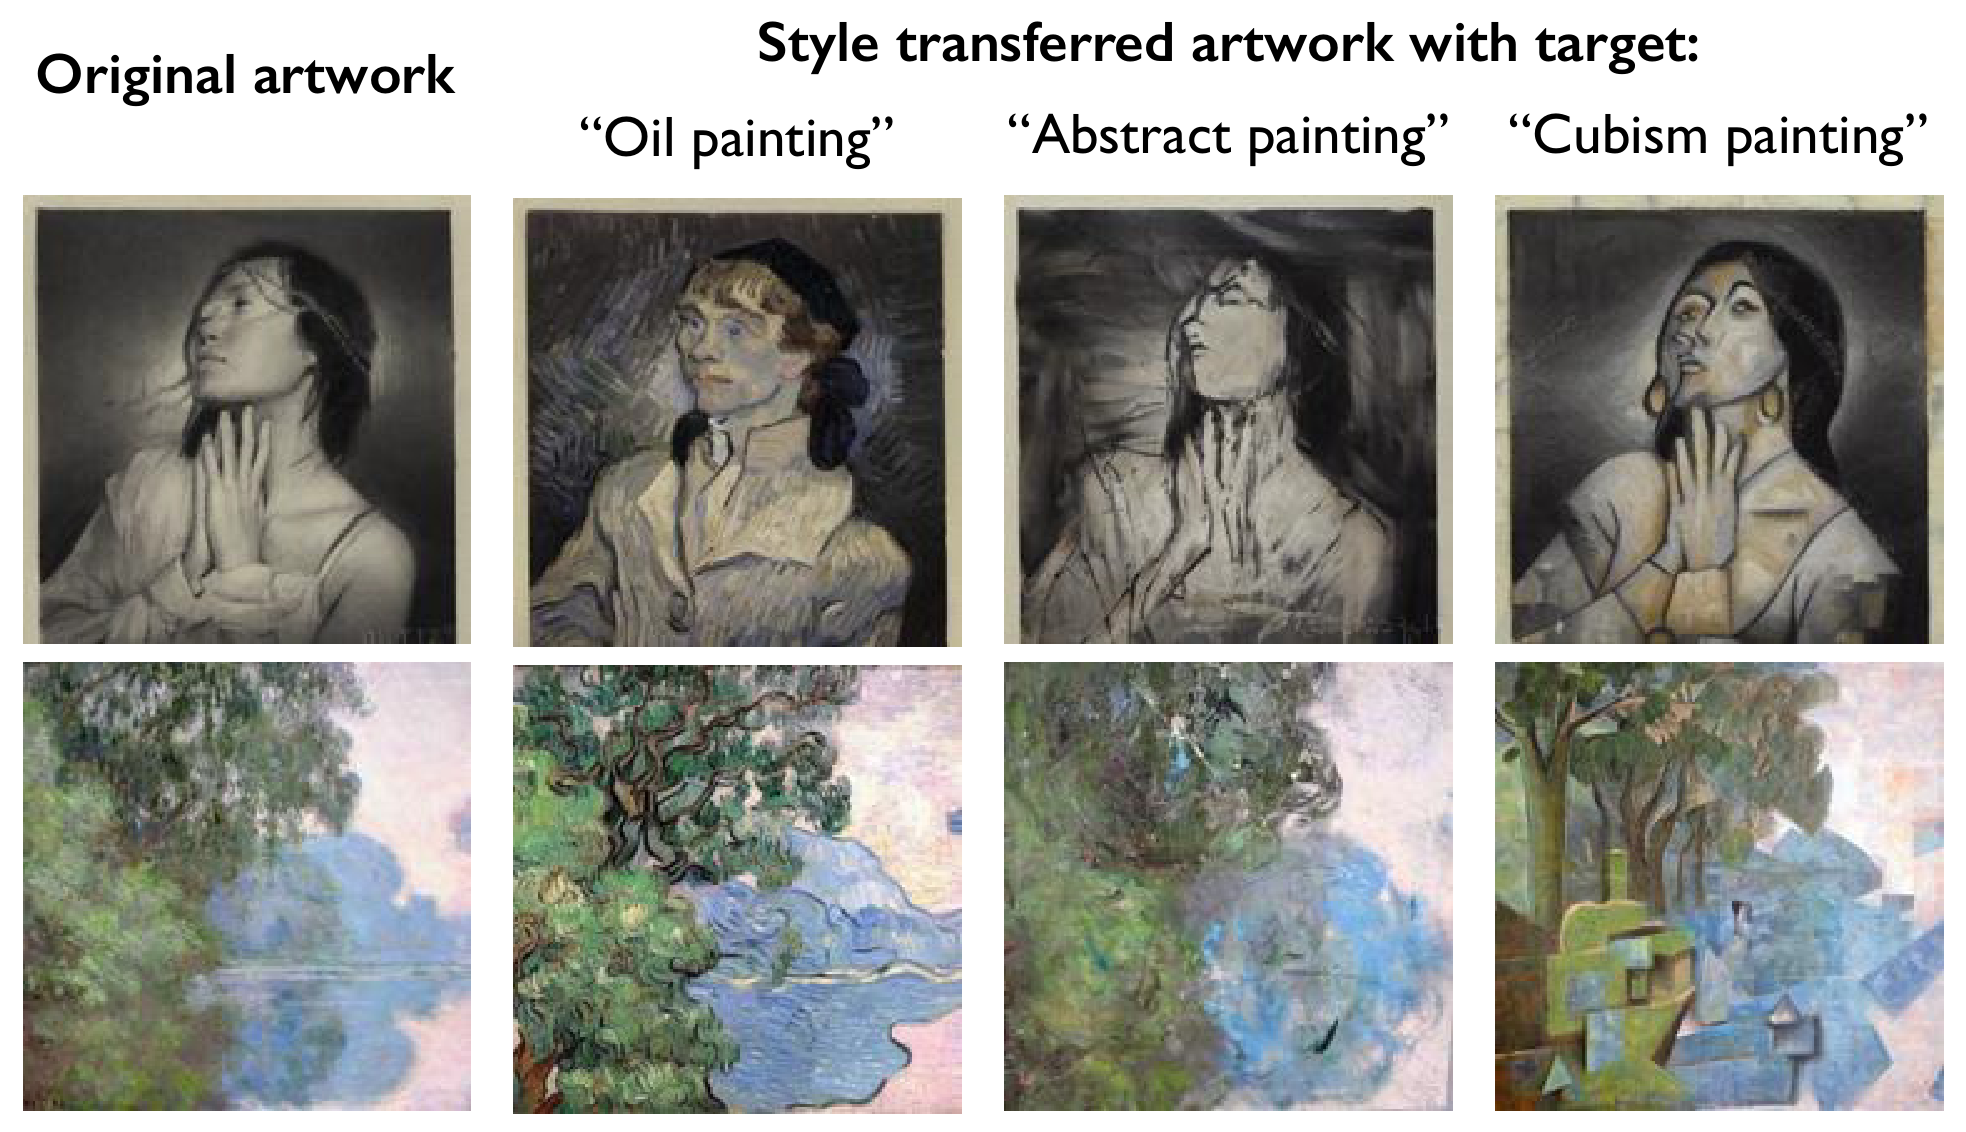 Original artwork
Style transferred artwork with target:
“Oil painting”
“Abstract painting”
“Cubism painting”